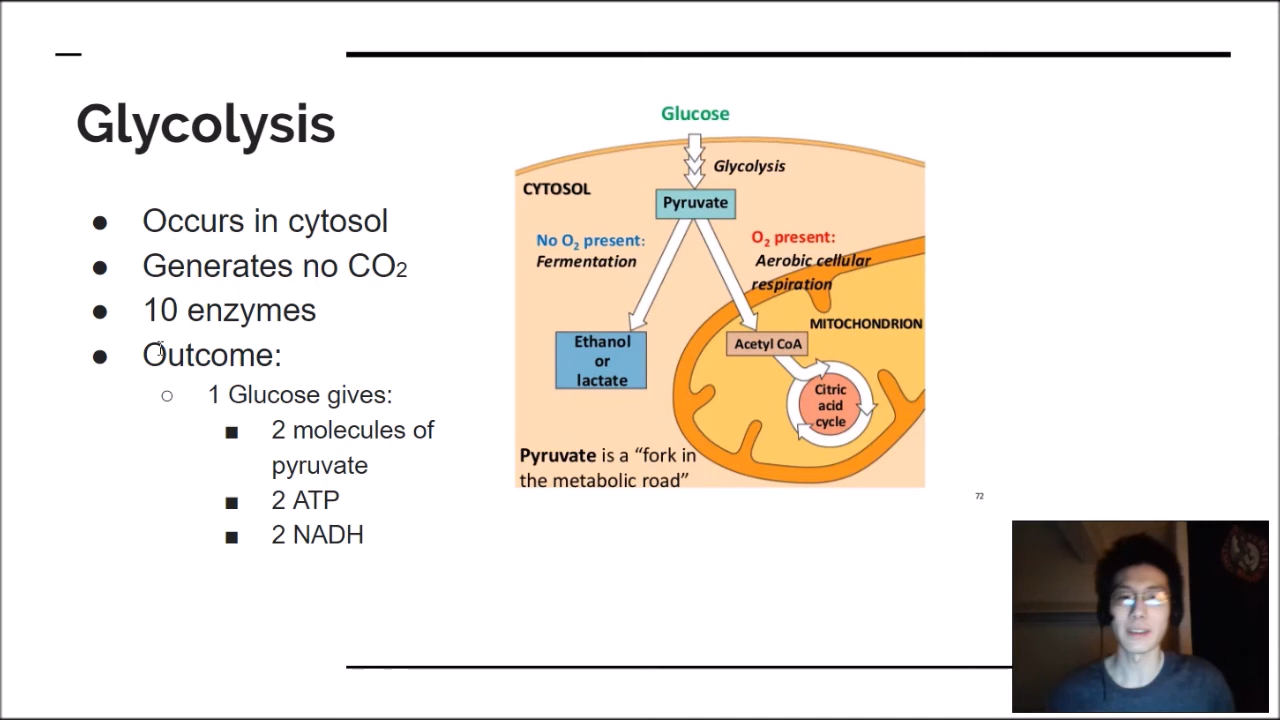 Glycolysis
● Occurs in cytosol
● Generates no CO2
● 10 enzymes
● Outcome:
○ 1 Glucose gives:
■ 2 molecules of
pyruvate
■ 2 ATP
■ 2 NADH
Glucose
Glycolysis
CYTOSOL
Pyruvate
No O2 present:
Fermentation
O2 present:
Aerobic cellular
respiration
MITOCHONDRION
Ethanol
or
lactate
Acetyl CoA
Citric
acid
cycle
Pyruvate is a “fork in
the metabolic road”
72